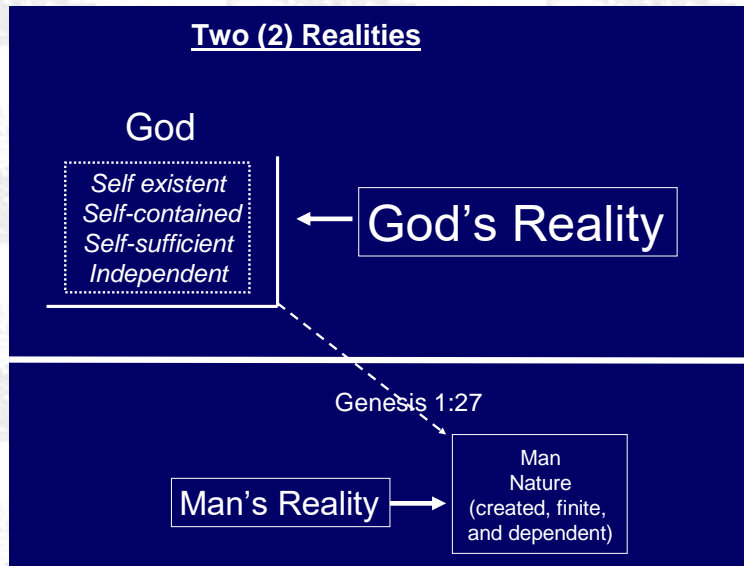 Two (2) Realities
God
Self existent
Self-contained
Self-sufficient
Independent
God's Reality
Genesis 1:27
Man's Reality
Man
Nature
(created, finite,
and dependent)